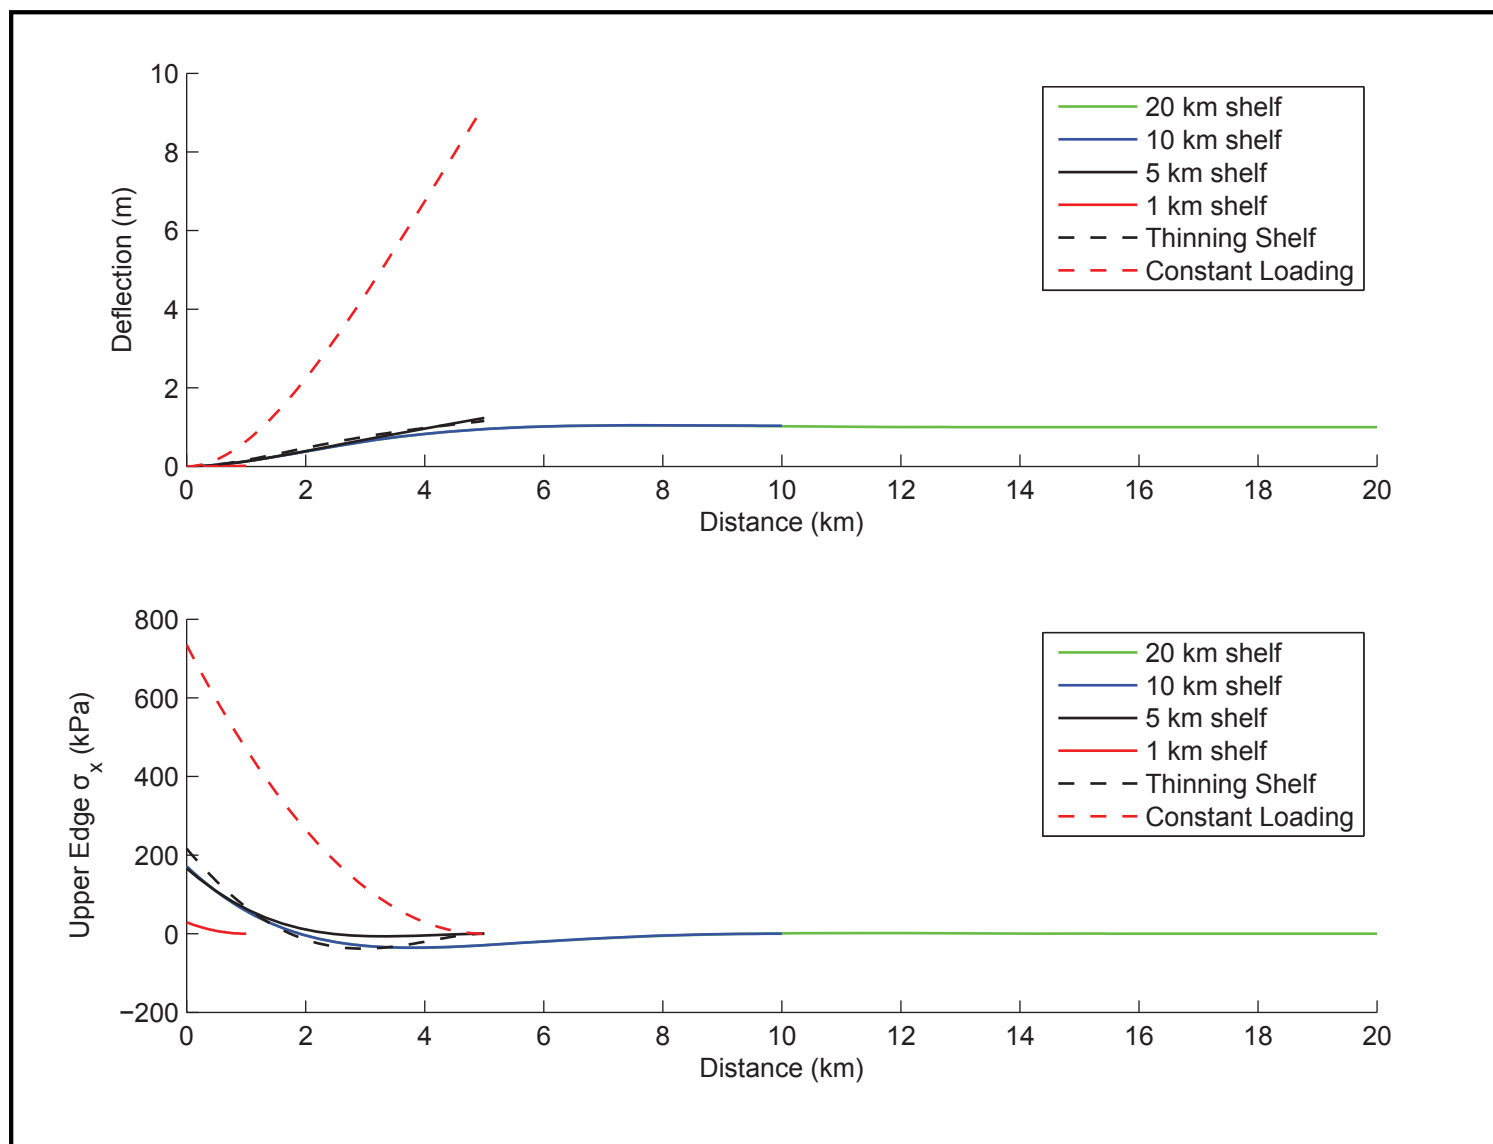 10
8
6
4
2
0
Deflection (m)
0 2 4 6 8 10 12 14 16 18 20
Distance (km)
20 km shelf
10 km shelf
5 km shelf
1 km shelf
Thinning Shelf
Constant Loading
800
600
400
200
0
−200
Upper Edge σx (kPa)
0 2 4 6 8 10 12 14 16 18 20
Distance (km)
20 km shelf
10 km shelf
5 km shelf
1 km shelf
Thinning Shelf
Constant Loading